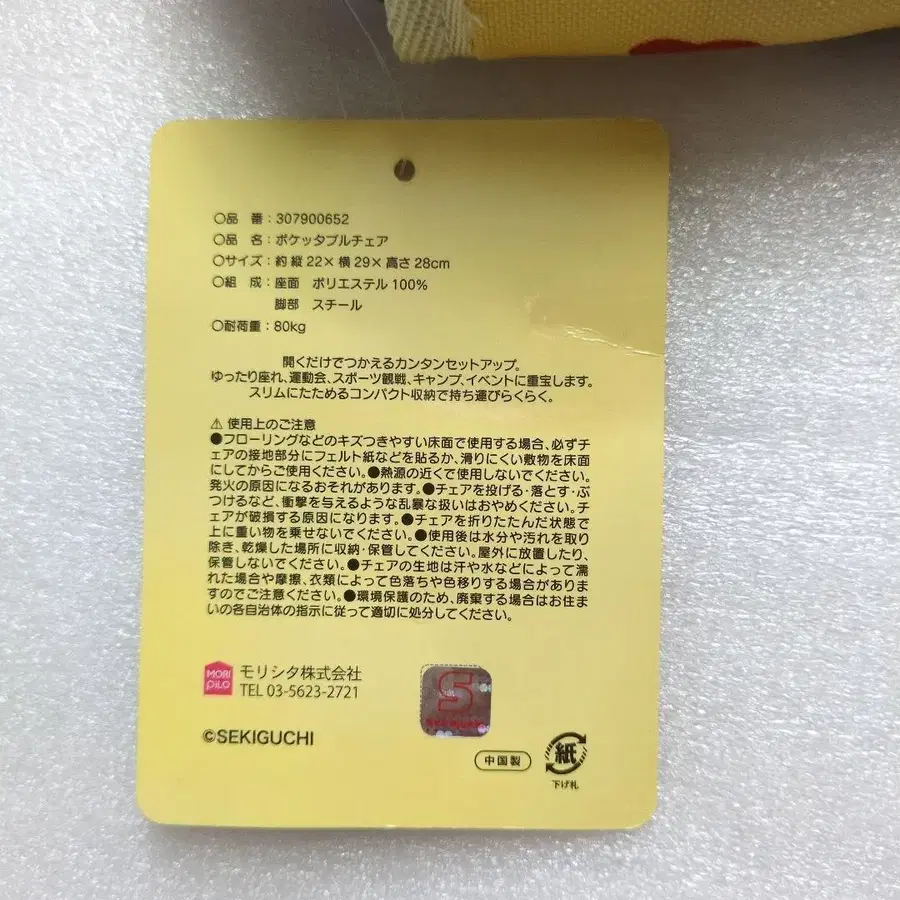 ○品 番：307900652
○品 名：ポケッタブルチェア
○サイズ：約 縦 22× 横 29× 高さ 28cm
○組 成：座面 ポリエステル 100%
脚部 スチール
○耐荷重：80kg
開くだけでつかえるカンタンセットアップ。
ゆったり座れ、運動会、スポーツ観戦、キャンプ、イベントに重宝します。
スリムにたためるコンパクト収納で持ち運びらくらく。
⚠ 使用上のご注意
●フローリングなどのキズつきやすい床面で使用する場合、必ずチ
ェアの接地部分にフェルト紙などを貼るか、滑りにくい敷物を床面
にしてからご使用ください。●熱源の近くで使用しないでください。
発火の原因になるおそれがあります。●チェアを投げる・落とす・ぶ
つけるなど、衝撃を与えるような乱暴な扱いはおやめください。チ
ェアが破損する原因になります。●チェアを折りたたんだ状態で
上に重い物を乗せないでください。●使用後は水分や汚れを取り
除き、乾燥した場所に収納・保管してください。屋外に放置したり、
保管しないでください。●チェアの生地は汗や水などによって濡
れた場合や摩擦、衣類によって色落ちや色移りする場合がありま
すのでご注意ください。●環境保護のため、廃棄する場合はお住ま
いの各自治体の指示に従って適切に処分してください。
MORI
PiLO
モリシタ株式会社
TEL 03-5623-2721
S
SEKIGUCHI
©SEKIGUCHI
中国製
紙
下げ札